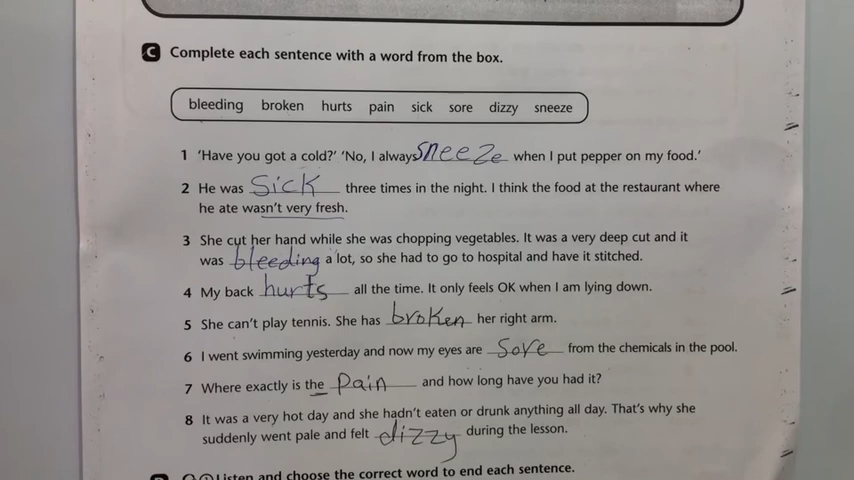 C Complete each sentence with a word from the box.
bleeding broken hurts pain sick sore dizzy sneeze
1 'Have you got a cold?' 'No, I always sneeze when I put pepper on my food.'
2 He was sick three times in the night. I think the food at the restaurant where
he ate wasn't very fresh.
3 She cut her hand while she was chopping vegetables. It was a very deep cut and it
was bleeding a lot, so she had to go to hospital and have it stitched.
4 My back hurts all the time. It only feels OK when I am lying down.
5 She can't play tennis. She has broken her right arm.
6 I went swimming yesterday and now my eyes are sore from the chemicals in the pool.
7 Where exactly is the pain and how long have you had it?
8 It was a very hot day and she hadn't eaten or drunk anything all day. That's why she
suddenly went pale and felt dizzy during the lesson.
Listen and choose the correct word to end each sentence.